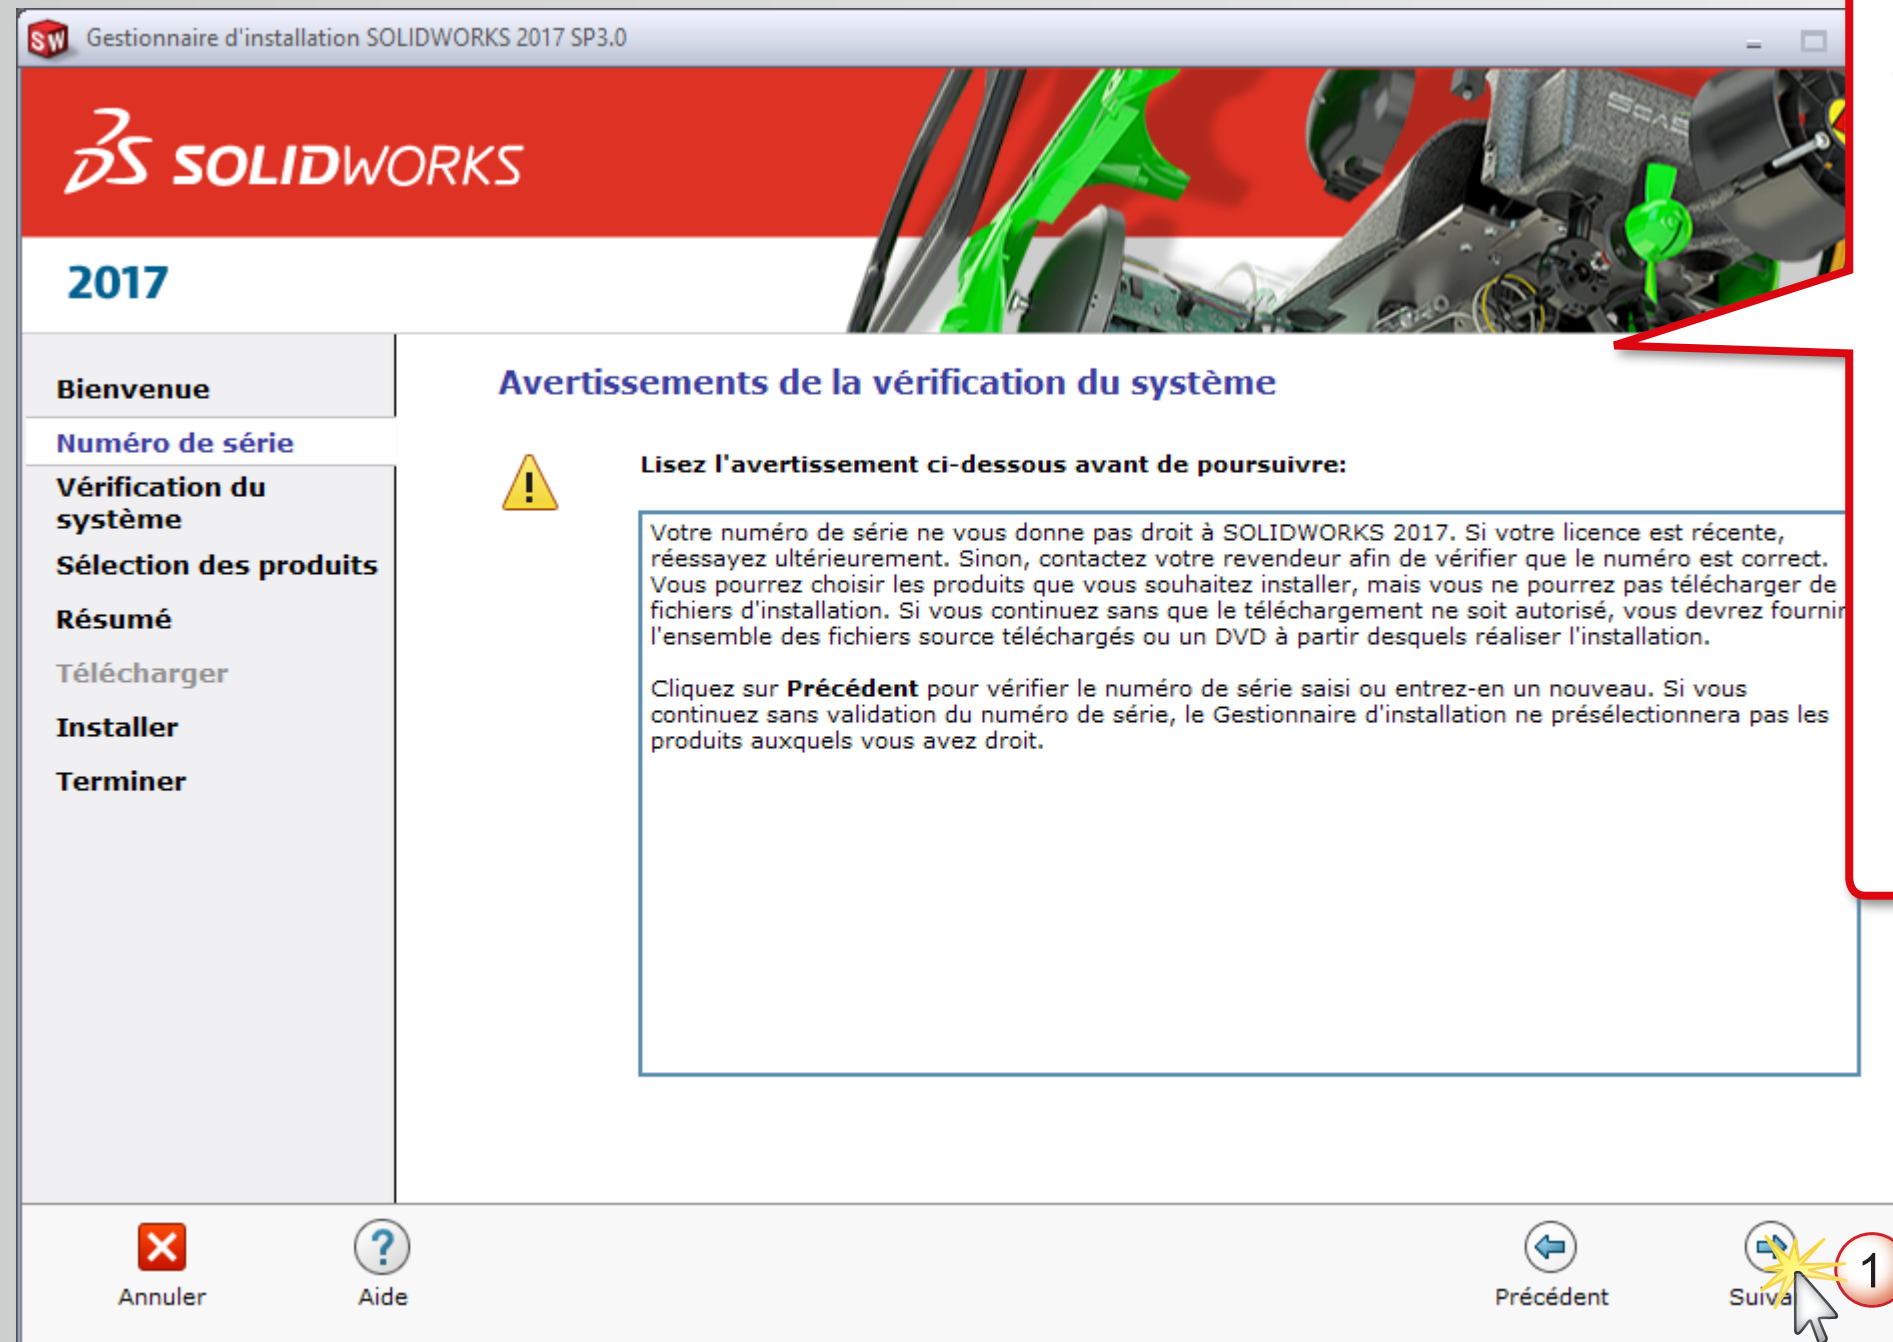 SW Gestionnaire d'installation SOLIDWORKS 2017 SP3.0
3DS SOLIDWORKS
2017
Bienvenue
Numéro de série
Vérification du
système
Sélection des produits
Résumé
Télécharger
Installer
Terminer
Avertissements de la vérification du système
Lisez l'avertissement ci-dessous avant de poursuivre:
Votre numéro de série ne vous donne pas droit à SOLIDWORKS 2017. Si votre licence est récente,
réessayez ultérieurement. Sinon, contactez votre revendeur afin de vérifier que le numéro est correct.
Vous pourrez choisir les produits que vous souhaitez installer, mais vous ne pourrez pas télécharger de
fichiers d'installation. Si vous continuez sans que le téléchargement ne soit autorisé, vous devrez fournir
l'ensemble des fichiers source téléchargés ou un DVD à partir desquels réaliser l'installation.
Cliquez sur Précédent pour vérifier le numéro de série saisi ou entrez-en un nouveau. Si vous
continuez sans validation du numéro de série, le Gestionnaire d'installation ne présélectionnera pas les
produits auxquels vous avez droit.
Annuler
Aide
Précédent
Suiva
1